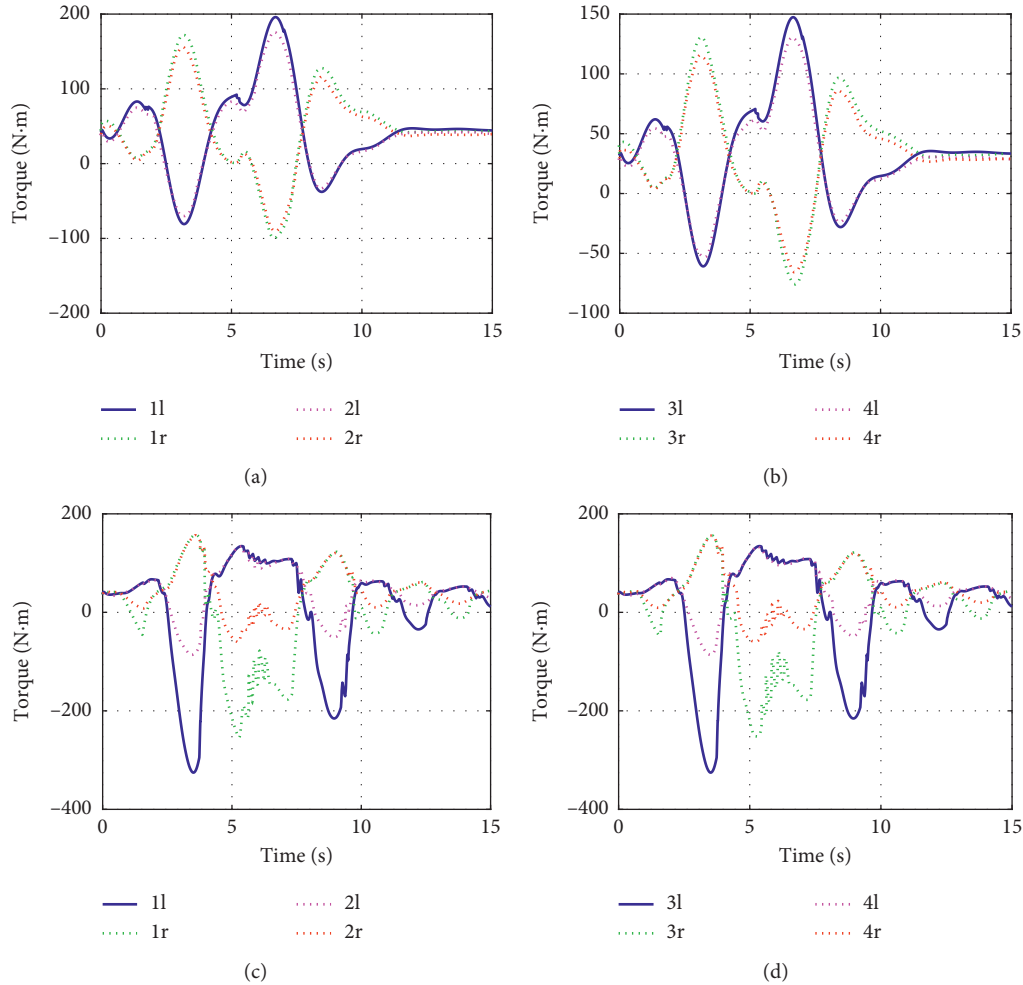 200
100
0
−100
−200
Torque (N·m)
0 5 10 15
Time (s)
1l 2l
1r 2r
(a)
150
100
50
0
−50
−100
Torque (N·m)
0 5 10 15
Time (s)
3l 4l
3r 4r
(b)
200
0
−200
−400
Torque (N·m)
0 5 10 15
Time (s)
1l 2l
1r 2r
(c)
200
0
−200
−400
Torque (N·m)
0 5 10 15
Time (s)
3l 4l
3r 4r
(d)